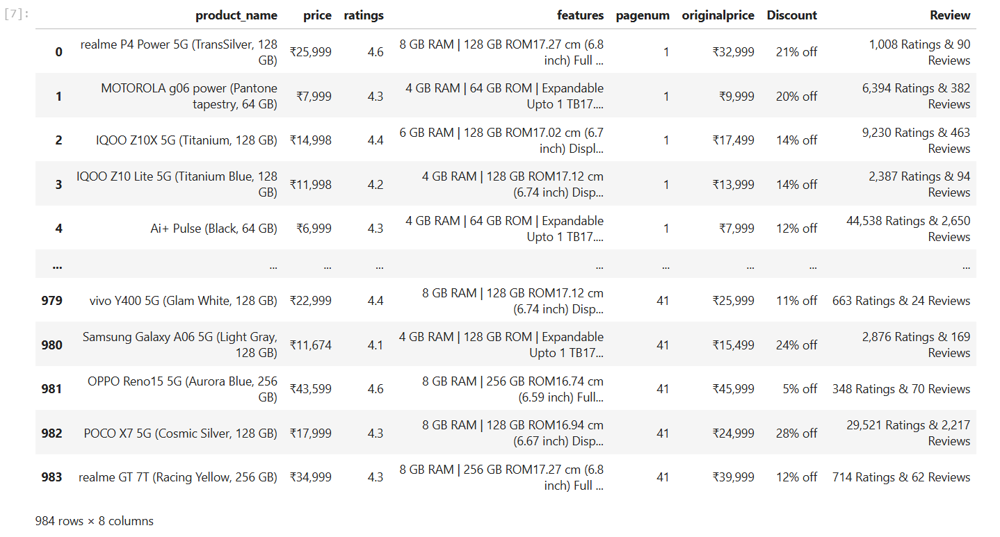 [7]:
product_name price ratings features pagenum originalprice Discount Review
0 realme P4 Power 5G (TransSilver, 128 GB) ₹25,999 4.6 8 GB RAM | 128 GB ROM17.27 cm (6.8 inch) Full ... 1 ₹32,999 21% off 1,008 Ratings & 90 Reviews
1 MOTOROLA g06 power (Pantone tapestry, 64 GB) ₹7,999 4.3 4 GB RAM | 64 GB ROM | Expandable Upto 1 TB17.... 1 ₹9,999 20% off 6,394 Ratings & 382 Reviews
2 IQOO Z10X 5G (Titanium, 128 GB) ₹14,998 4.4 6 GB RAM | 128 GB ROM17.02 cm (6.7 inch) Displ... 1 ₹17,499 14% off 9,230 Ratings & 463 Reviews
3 IQOO Z10 Lite 5G (Titanium Blue, 128 GB) ₹11,998 4.2 4 GB RAM | 128 GB ROM17.12 cm (6.74 inch) Disp... 1 ₹13,999 14% off 2,387 Ratings & 94 Reviews
4 Ai+ Pulse (Black, 64 GB) ₹6,999 4.3 4 GB RAM | 64 GB ROM | Expandable Upto 1 TB17.... 1 ₹7,999 12% off 44,538 Ratings & 2,650 Reviews
... ... ... ... ... ... ... ... ...
979 vivo Y400 5G (Glam White, 128 GB) ₹22,999 4.4 8 GB RAM | 128 GB ROM17.12 cm (6.74 inch) Disp... 41 ₹25,999 11% off 663 Ratings & 24 Reviews
980 Samsung Galaxy A06 5G (Light Gray, 128 GB) ₹11,674 4.1 4 GB RAM | 128 GB ROM | Expandable Upto 1 TB17... 41 ₹15,499 24% off 2,876 Ratings & 169 Reviews
981 OPPO Reno15 5G (Aurora Blue, 256 GB) ₹43,599 4.6 8 GB RAM | 256 GB ROM16.74 cm (6.59 inch) Full... 41 ₹45,999 5% off 348 Ratings & 70 Reviews
982 POCO X7 5G (Cosmic Silver, 128 GB) ₹17,999 4.3 8 GB RAM | 128 GB ROM16.94 cm (6.67 inch) Disp... 41 ₹24,999 28% off 29,521 Ratings & 2,217 Reviews
983 realme GT 7T (Racing Yellow, 256 GB) ₹34,999 4.3 8 GB RAM | 256 GB ROM17.27 cm (6.8 inch) Full ... 41 ₹39,999 12% off 714 Ratings & 62 Reviews
984 rows × 8 columns